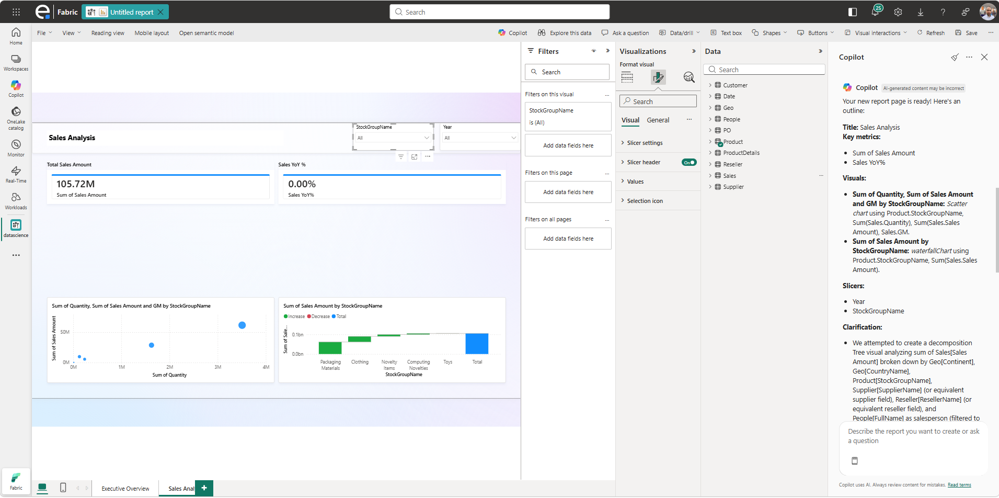 Fabric
Untitled report
Search
25
File
View
Reading view
Mobile layout
Open semantic model
Copilot
Explore this data
Ask a question
Data/drill
Text box
Shapes
Buttons
Visual interactions
Refresh
Save
Home
Workspaces
Copilot
OneLake
catalog
Monitor
Real-Time
Workloads
datascience
Fabric
Sales Analysis
StockGroupName
All
Year
All
Total Sales Amount
105.72M
Sum of Sales Amount
Sales YoY %
0.00%
Sales YoY%
Sum of Quantity, Sum of Sales Amount and GM by StockGroupName
Sum of Sales Amount
50M
0M
0M
1M
2M
3M
4M
Sum of Quantity
Sum of Sales Amount by StockGroupName
Increase
Decrease
Total
Sum of Sale...
0.1bn
0.0bn
Packaging
Materials
Clothing
Novelty
Items
Computing
Novelties
Toys
Total
StockGroupName
Executive Overview
Sales Anal
Filters
Search
Filters on this visual
StockGroupName
is (All)
Add data fields here
Filters on this page
Add data fields here
Filters on all pages
Add data fields here
Visualizations
Format visual
Search
Visual
General
Slicer settings
Slicer header
On
Values
Selection icon
Data
Search
Customer
Date
Geo
People
PO
Product
ProductDetails
Reseller
Sales
Supplier
Copilot
Copilot
AI-generated content may be incorrect
Your new report page is ready! Here's an
outline:
Title: Sales Analysis
Key metrics:
• Sum of Sales Amount
• Sales YoY%
Visuals:
• Sum of Quantity, Sum of Sales Amount
and GM by StockGroupName: Scatter
chart using Product.StockGroupName,
Sum(Sales.Quantity), Sum(Sales.Sales
Amount), Sales.GM.
• Sum of Sales Amount by
StockGroupName: waterfallChart using
Product.StockGroupName, Sum(Sales.Sales
Amount).
Slicers:
• Year
• StockGroupName
Clarification:
• We attempted to create a decomposition
Tree visual analyzing sum of Sales[Sales
Amount] broken down by Geo[Continent],
Geo[CountryName],
Product[StockGroupName],
Supplier[SupplierName] (or equivalent
supplier field), Reseller[ResellerName] (or
equivalent reseller field), and
People[FullName] as salesperson (filtered to
Describe the report you want to create or ask
a question
Copilot uses AI. Always review content for mistakes. Read terms